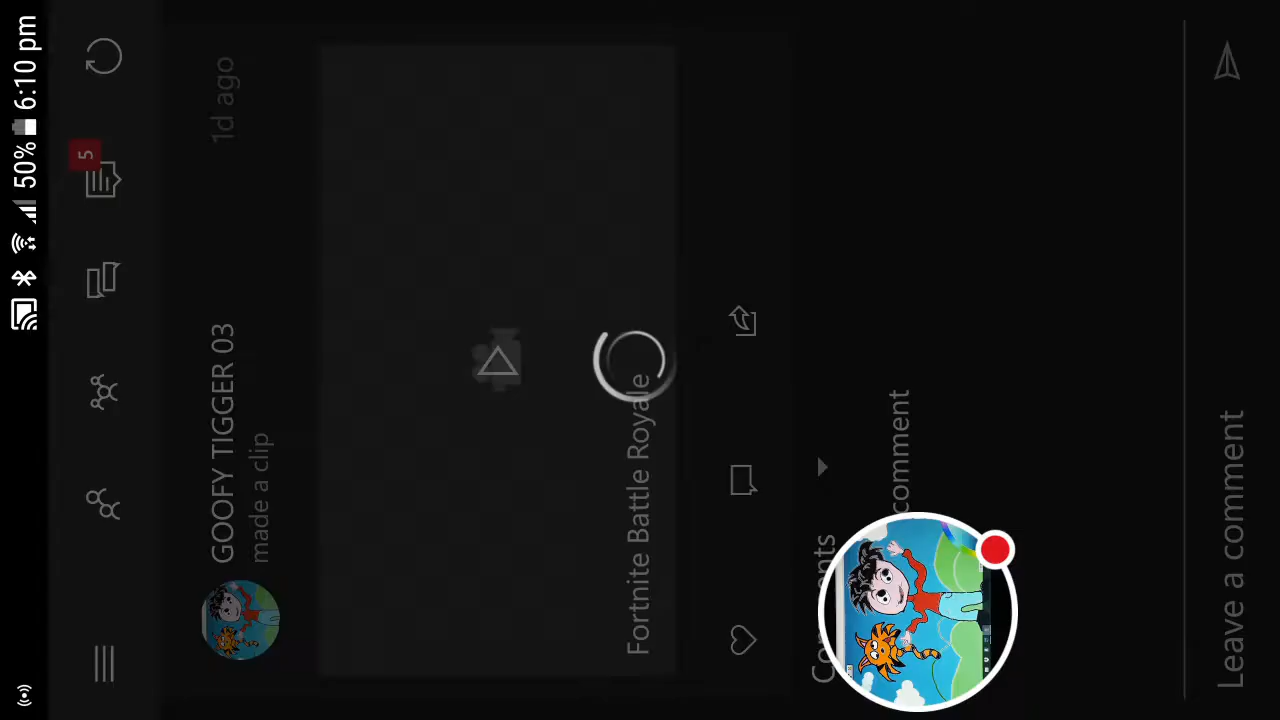 50% 6:10 pm
5
GOOFY TIGGER 03
1d ago
made a clip
Fortnite Battle Royale
comment
Leave a comment